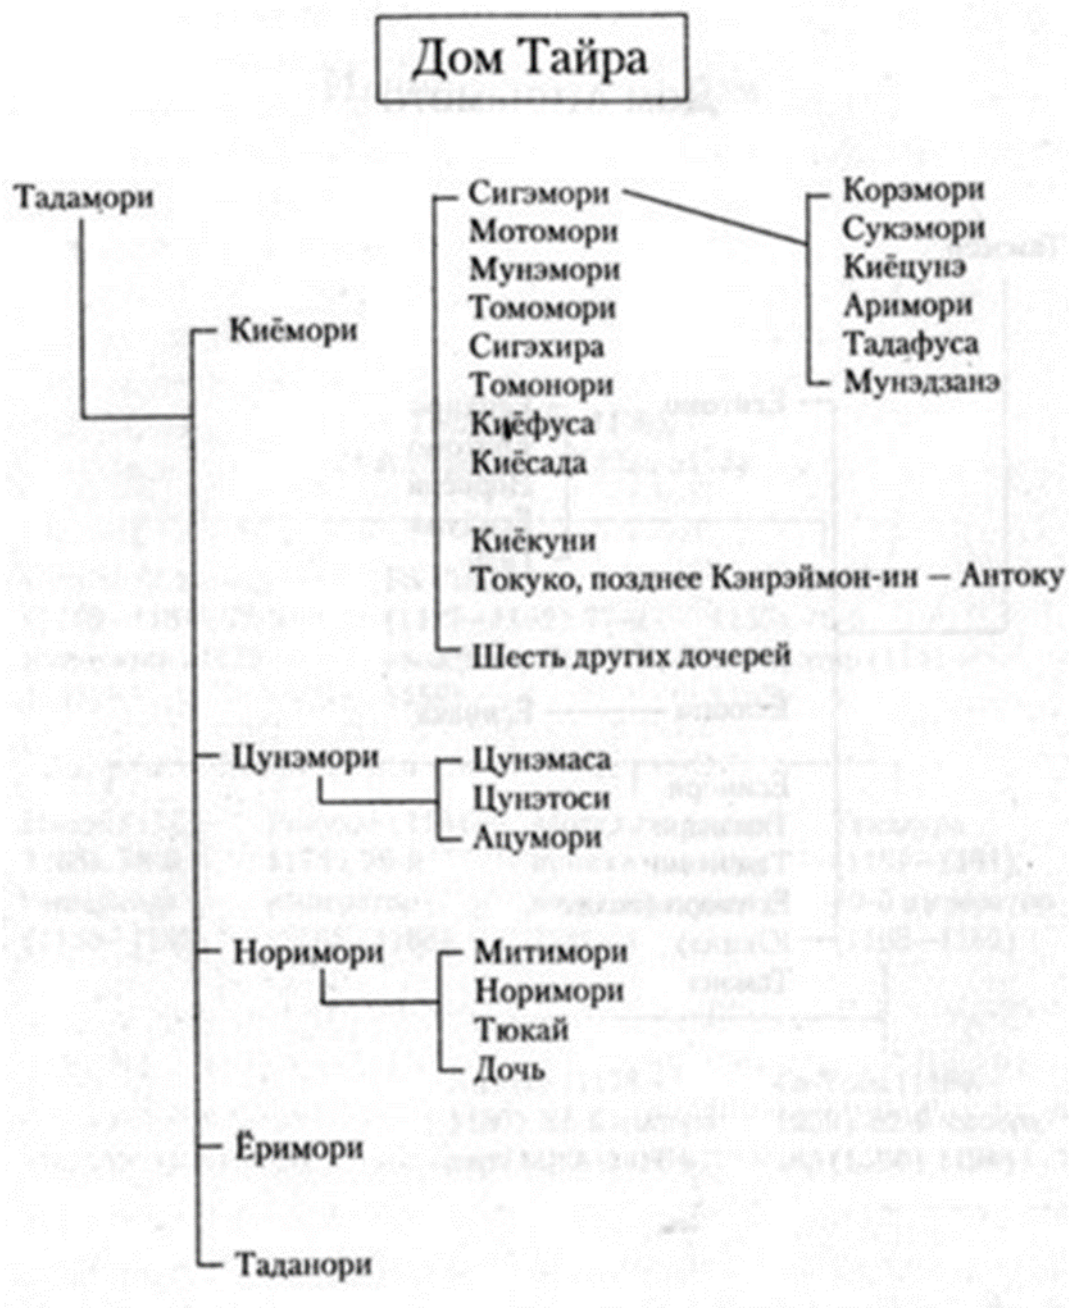 Дом Тайра
Тадамори
Киёмори
Сигэмори
Мотомори
Мунэмори
Томомори
Сигэхира
Томонори
Киёфуса
Киёсада
Киёкуни
Токуко, позднее Кэнрэймон-ин — Антоку
Шесть других дочерей
Корэмори
Сукэмори
Киёцунэ
Аримори
Тадафуса
Мунэдзанэ
Цунэмори
Цунэмаса
Цунэтоси
Ацумори
Норимори
Митимори
Норимори
Тюкай
Дочь
Ёримори
Таданори